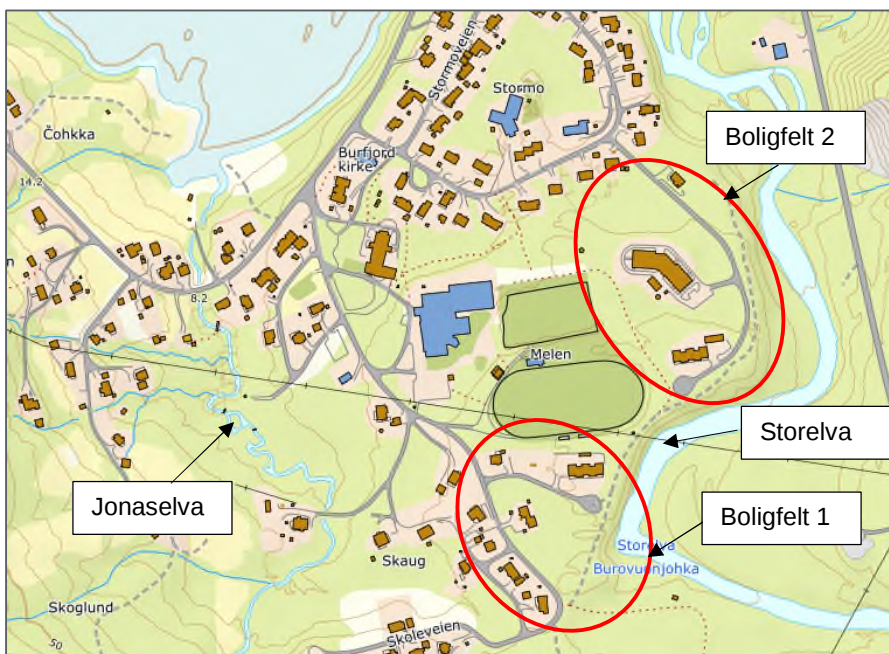 Stormoveien
Stormo
Čohkka
Burfjord
kirke
Boligfelt 2
14.2
8.2
Melen
Storelva
Jonaselva
Boligfelt 1
Storelva
Burovuonjohka
Skaug
Skoglund
Skoleveien
50